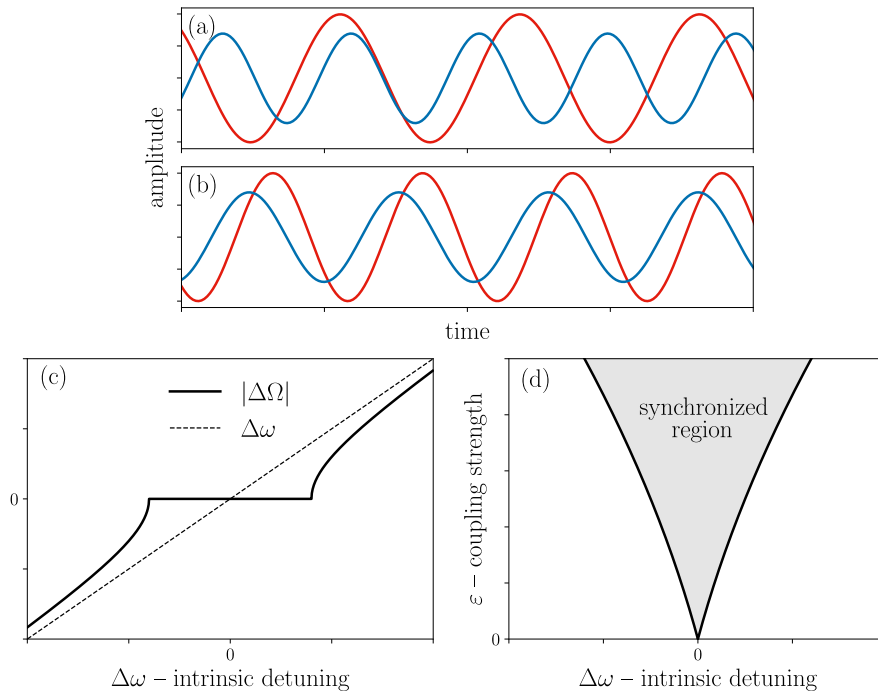 (a)
(b)
amplitude
time
(c)
|ΔΩ|
Δω
0
0
Δω – intrinsic detuning
(d)
synchronized
region
ε – coupling strength
0
0
Δω – intrinsic detuning